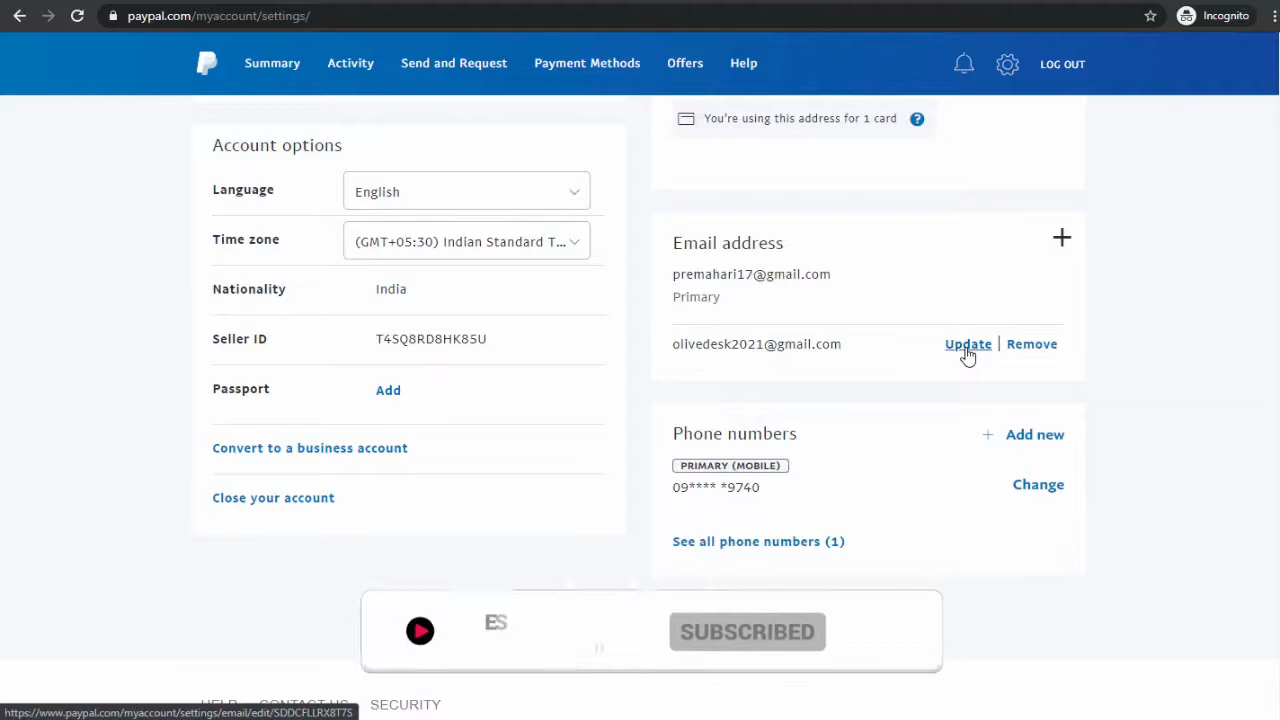 paypal.com/myaccount/settings/
Incognito
Summary
Activity
Send and Request
Payment Methods
Offers
Help
LOG OUT
You're using this address for 1 card
?
Account options
Language
English
Time zone
(GMT+05:30) Indian Standard T...
Nationality
India
Seller ID
T4SQ8RD8HK85U
Passport
Add
Convert to a business account
Close your account
Email address
premahari17@gmail.com
Primary
olivedesk2021@gmail.com
Update | Remove
Phone numbers
+ Add new
PRIMARY (MOBILE)
09**** *9740
Change
See all phone numbers (1)
ES
SUBSCRIBED
HELP
CONTACT US
SECURITY
https://www.paypal.com/myaccount/settings/email/edit/SDDCFLLRX8T7S